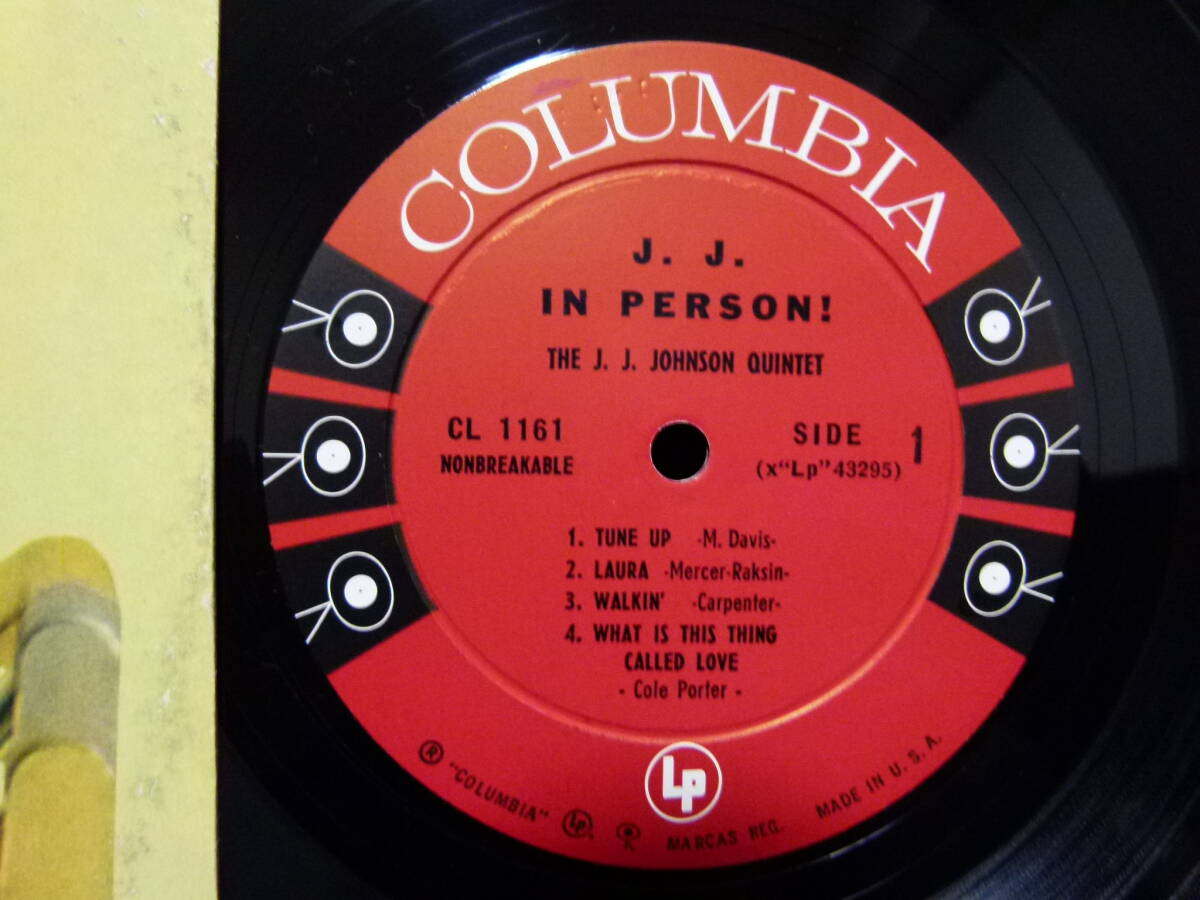 COLUMBIA
J. J.
IN PERSON!
THE J. J. JOHNSON QUINTET
CL 1161
NONBREAKABLE
SIDE 1
(x"Lp"43295)
1. TUNE UP -M. Davis-
2. LAURA -Mercer-Raksin-
3. WALKIN' -Carpenter-
4. WHAT IS THIS THING
CALLED LOVE
- Cole Porter -
Lp
® "COLUMBIA" Lp MARCAS REG. MADE IN U. S. A.